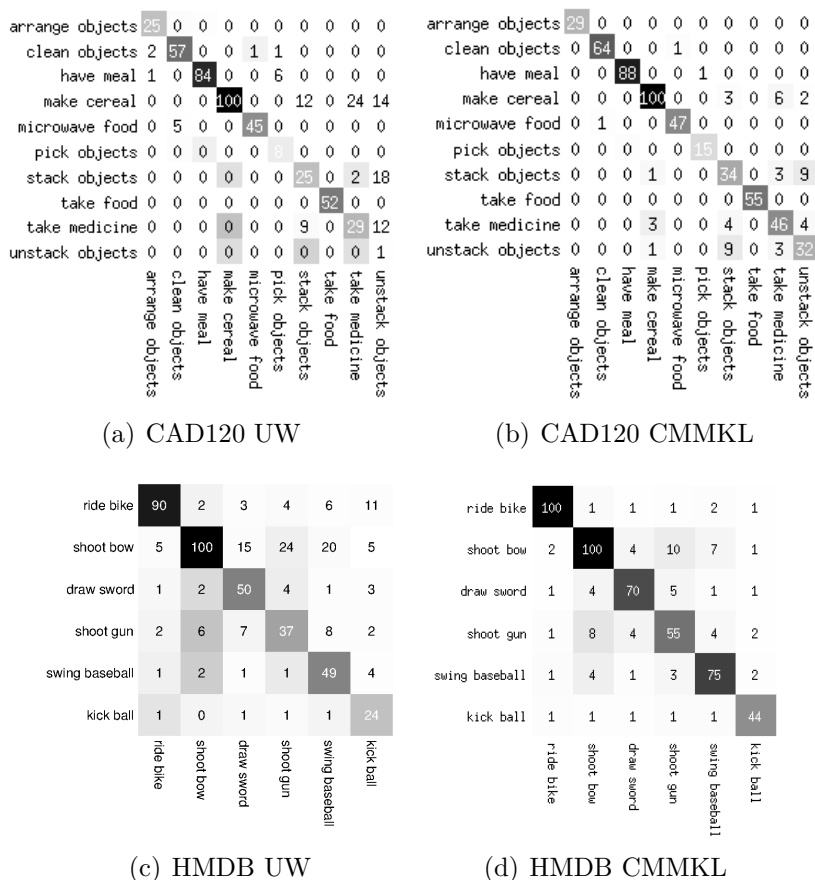 arrange objects 25 0 0 0 0 0 0 0 0 0
clean objects 2 57 0 0 1 1 0 0 0 0
have meal 1 0 84 0 0 6 0 0 0 0
make cereal 0 0 0 100 0 0 12 0 24 14
microwave food 0 5 0 0 45 0 0 0 0 0
pick objects 0 0 0 0 0 8 0 0 0 0
stack objects 0 0 0 0 0 0 25 0 2 18
take food 0 0 0 0 0 0 0 52 0 0
take medicine 0 0 0 0 0 0 9 0 29 12
unstack objects 0 0 0 0 0 0 0 0 0 1
arrange objects
clean objects
have meal
make cereal
microwave food
pick objects
stack objects
take food
take medicine
unstack objects
(a) CAD120 UW
arrange objects 29 0 0 0 0 0 0 0 0 0
clean objects 0 64 0 0 1 0 0 0 0 0
have meal 0 0 88 0 0 1 0 0 0 0
make cereal 0 0 0 100 0 0 3 0 6 2
microwave food 0 1 0 0 47 0 0 0 0 0
pick objects 0 0 0 0 0 15 0 0 0 0
stack objects 0 0 0 1 0 0 34 0 3 9
take food 0 0 0 0 0 0 0 55 0 0
take medicine 0 0 0 3 0 0 4 0 46 4
unstack objects 0 0 0 1 0 0 9 0 3 32
arrange objects
clean objects
have meal
make cereal
microwave food
pick objects
stack objects
take food
take medicine
unstack objects
(b) CAD120 CMMKL
ride bike 90 2 3 4 6 11
shoot bow 5 100 15 24 20 5
draw sword 1 2 50 4 1 3
shoot gun 2 6 7 37 8 2
swing baseball 1 2 1 1 49 4
kick ball 1 0 1 1 1 24
ride bike
shoot bow
draw sword
shoot gun
swing baseball
kick ball
(c) HMDB UW
ride bike 100 1 1 1 2 1
shoot bow 2 100 4 10 7 1
draw sword 1 4 70 5 1 1
shoot gun 1 8 4 55 4 2
swing baseball 1 4 1 3 75 2
kick ball 1 1 1 1 1 44
ride bike
shoot bow
draw sword
shoot gun
swing baseball
kick ball
(d) HMDB CMMKL